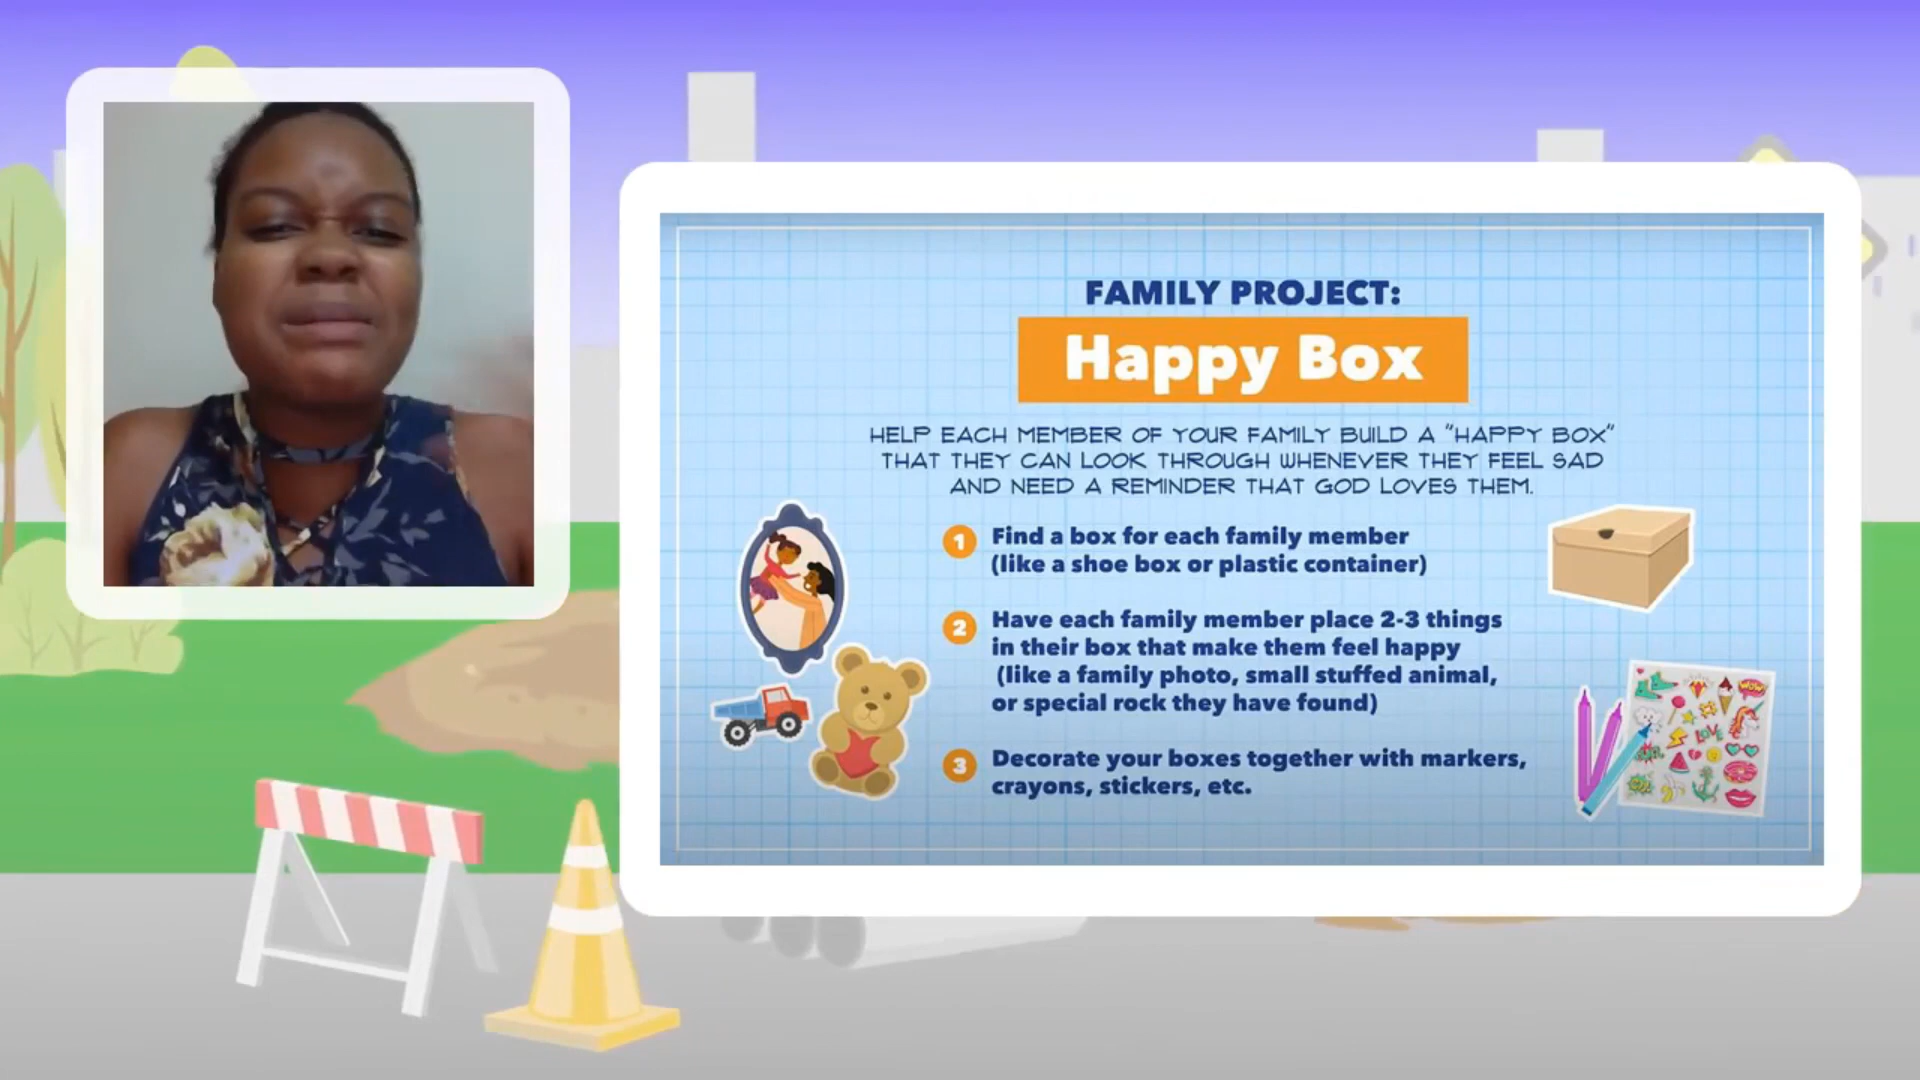 FAMILY PROJECT:
Happy Box
HELP EACH MEMBER OF YOUR FAMILY BUILD A "HAPPY BOX"
THAT THEY CAN LOOK THROUGH WHENEVER THEY FEEL SAD
AND NEED A REMINDER THAT GOD LOVES THEM.
1 Find a box for each family member
(like a shoe box or plastic container)
2 Have each family member place 2-3 things
in their box that make them feel happy
(like a family photo, small stuffed animal,
or special rock they have found)
3 Decorate your boxes together with markers,
crayons, stickers, etc.
WOW!
LOVE